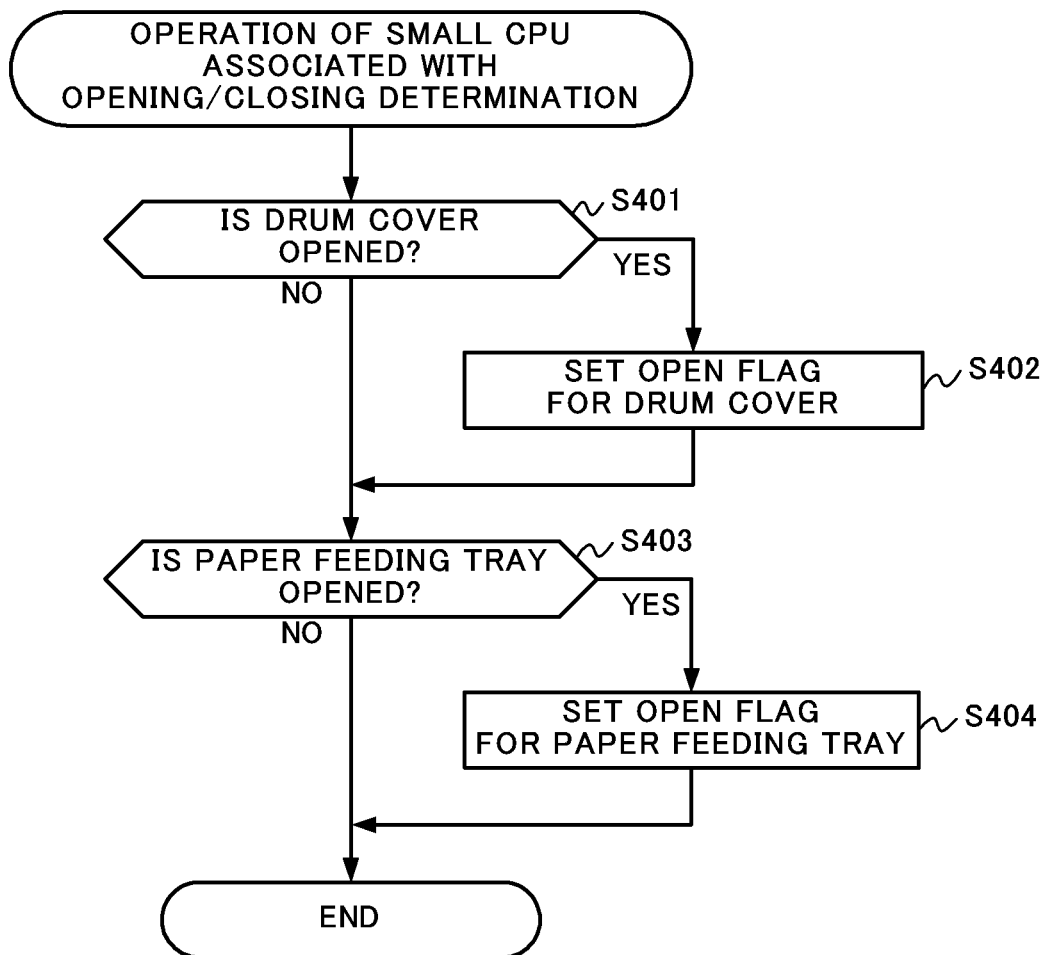 OPERATION OF SMALL CPU
ASSOCIATED WITH
OPENING/CLOSING DETERMINATION
IS DRUM COVER
OPENED?
S401
YES
NO
SET OPEN FLAG
FOR DRUM COVER
S402
IS PAPER FEEDING TRAY
OPENED?
S403
YES
NO
SET OPEN FLAG
FOR PAPER FEEDING TRAY
S404
END